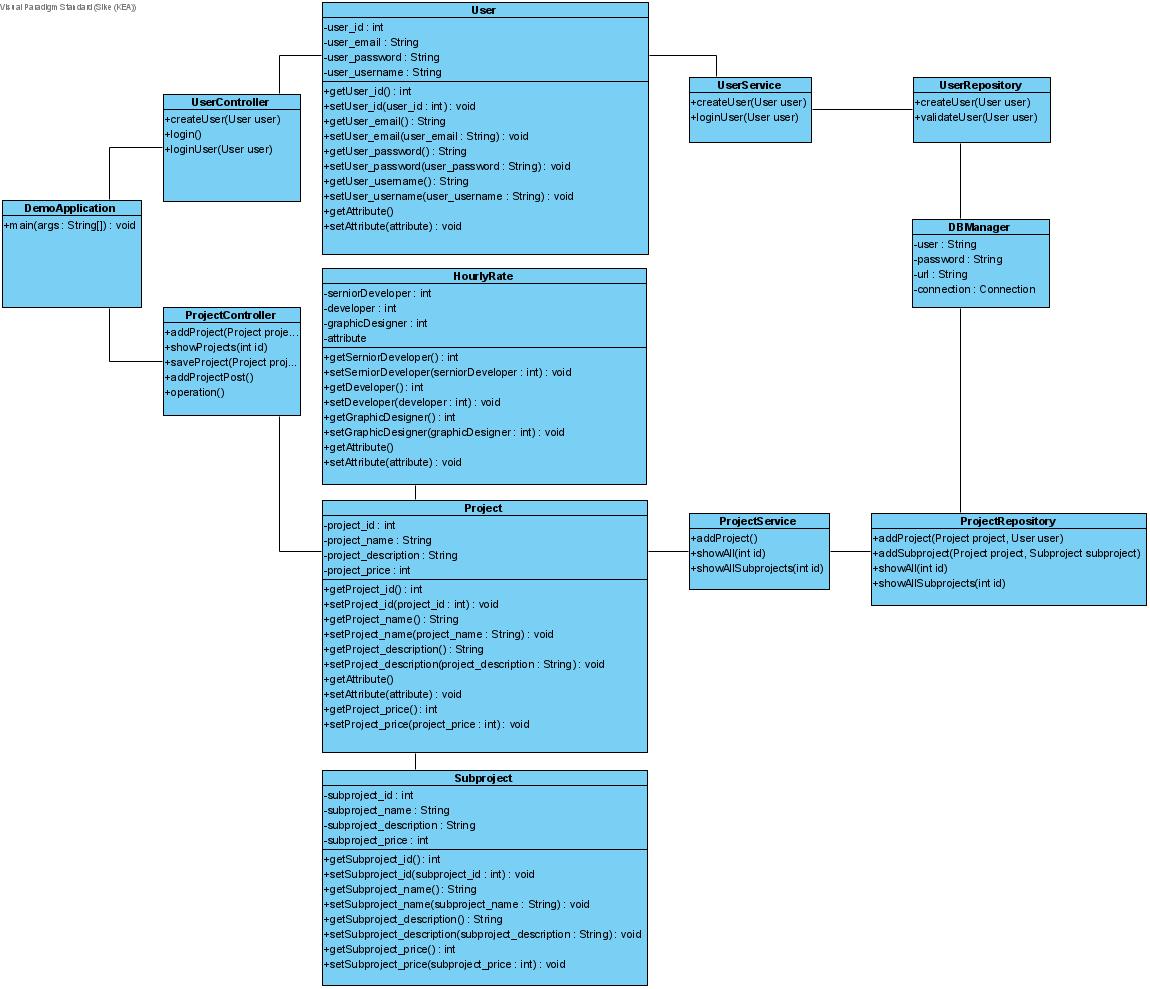 Visual Paradigm Standard (Silke (KEA))
User
-user_id : int
-user_email : String
-user_password : String
-user_username : String
+getUser_id() : int
+setUser_id(user_id : int) : void
+getUser_email() : String
+setUser_email(user_email : String) : void
+getUser_password() : String
+setUser_password(user_password : String) : void
+getUser_username() : String
+setUser_username(user_username : String) : void
+getAttribute()
+setAttribute(attribute) : void
UserService
+createUser(User user)
+loginUser(User user)
UserRepository
+createUser(User user)
+validateUser(User user)
UserController
+createUser(User user)
+login()
+loginUser(User user)
DemoApplication
+main(args : String[]) : void
DBManager
-user : String
-password : String
-url : String
-connection : Connection
HourlyRate
-serniorDeveloper : int
-developer : int
-graphicDesigner : int
-attribute
+getSerniorDeveloper() : int
+setSerniorDeveloper(serniorDeveloper : int) : void
+getDeveloper() : int
+setDeveloper(developer : int) : void
+getGraphicDesigner() : int
+setGraphicDesigner(graphicDesigner : int) : void
+getAttribute()
+setAttribute(attribute) : void
ProjectController
+addProject(Project proje...
+showProjects(int id)
+saveProject(Project proj...
+addProjectPost()
+operation()
Project
-project_id : int
-project_name : String
-project_description : String
-project_price : int
+getProject_id() : int
+setProject_id(project_id : int) : void
+getProject_name() : String
+setProject_name(project_name : String) : void
+getProject_description() : String
+setProject_description(project_description : String) : void
+getAttribute()
+setAttribute(attribute) : void
+getProject_price() : int
+setProject_price(project_price : int) : void
ProjectService
+addProject()
+showAll(int id)
+showAllSubprojects(int id)
ProjectRepository
+addProject(Project project, User user)
+addSubproject(Project project, Subproject subproject)
+showAll(int id)
+showAllSubprojects(int id)
Subproject
-subproject_id : int
-subproject_name : String
-subproject_description : String
-subproject_price : int
+getSubproject_id() : int
+setSubproject_id(subproject_id : int) : void
+getSubproject_name() : String
+setSubproject_name(subproject_name : String) : void
+getSubproject_description() : String
+setSubproject_description(subproject_description : String) : void
+getSubproject_price() : int
+setSubproject_price(subproject_price : int) : void